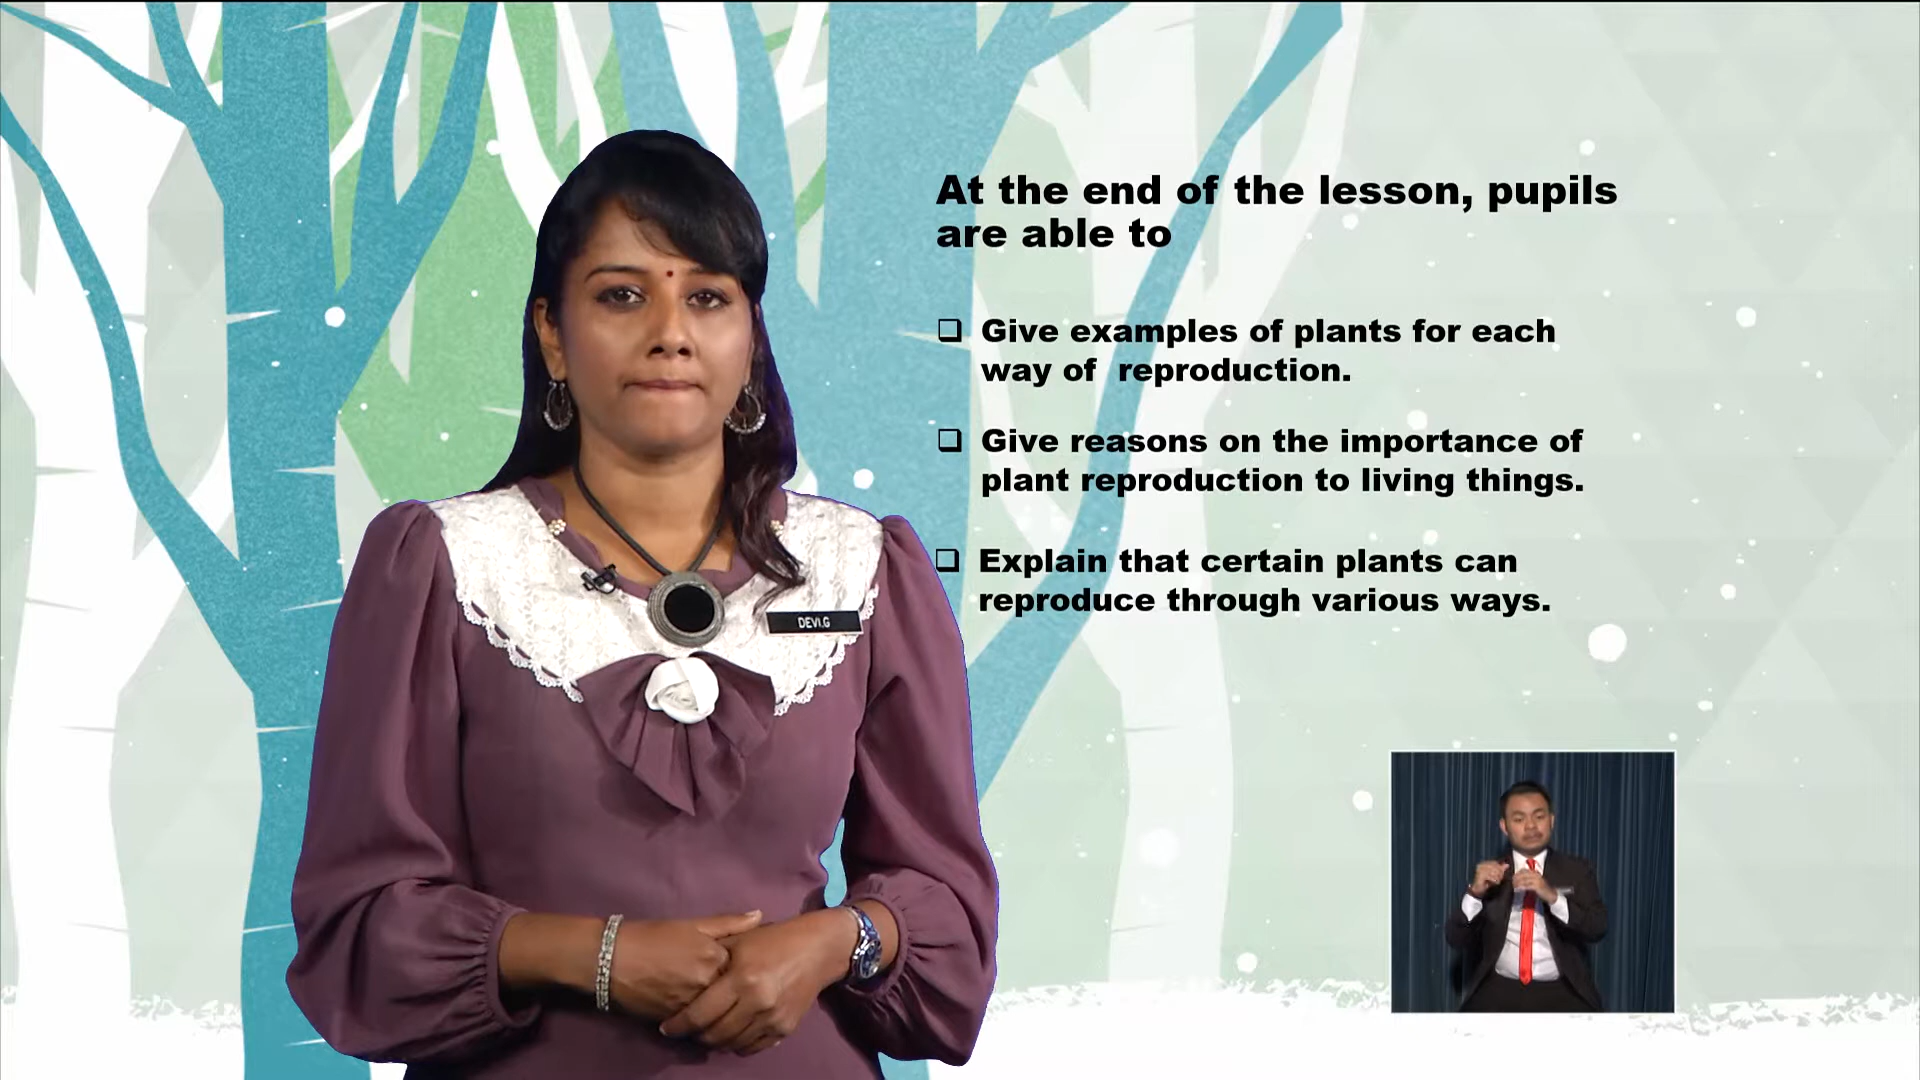 At the end of the lesson, pupils
are able to
❑ Give examples of plants for each
way of reproduction.
❑ Give reasons on the importance of
plant reproduction to living things.
❑ Explain that certain plants can
reproduce through various ways.
DEVI.G